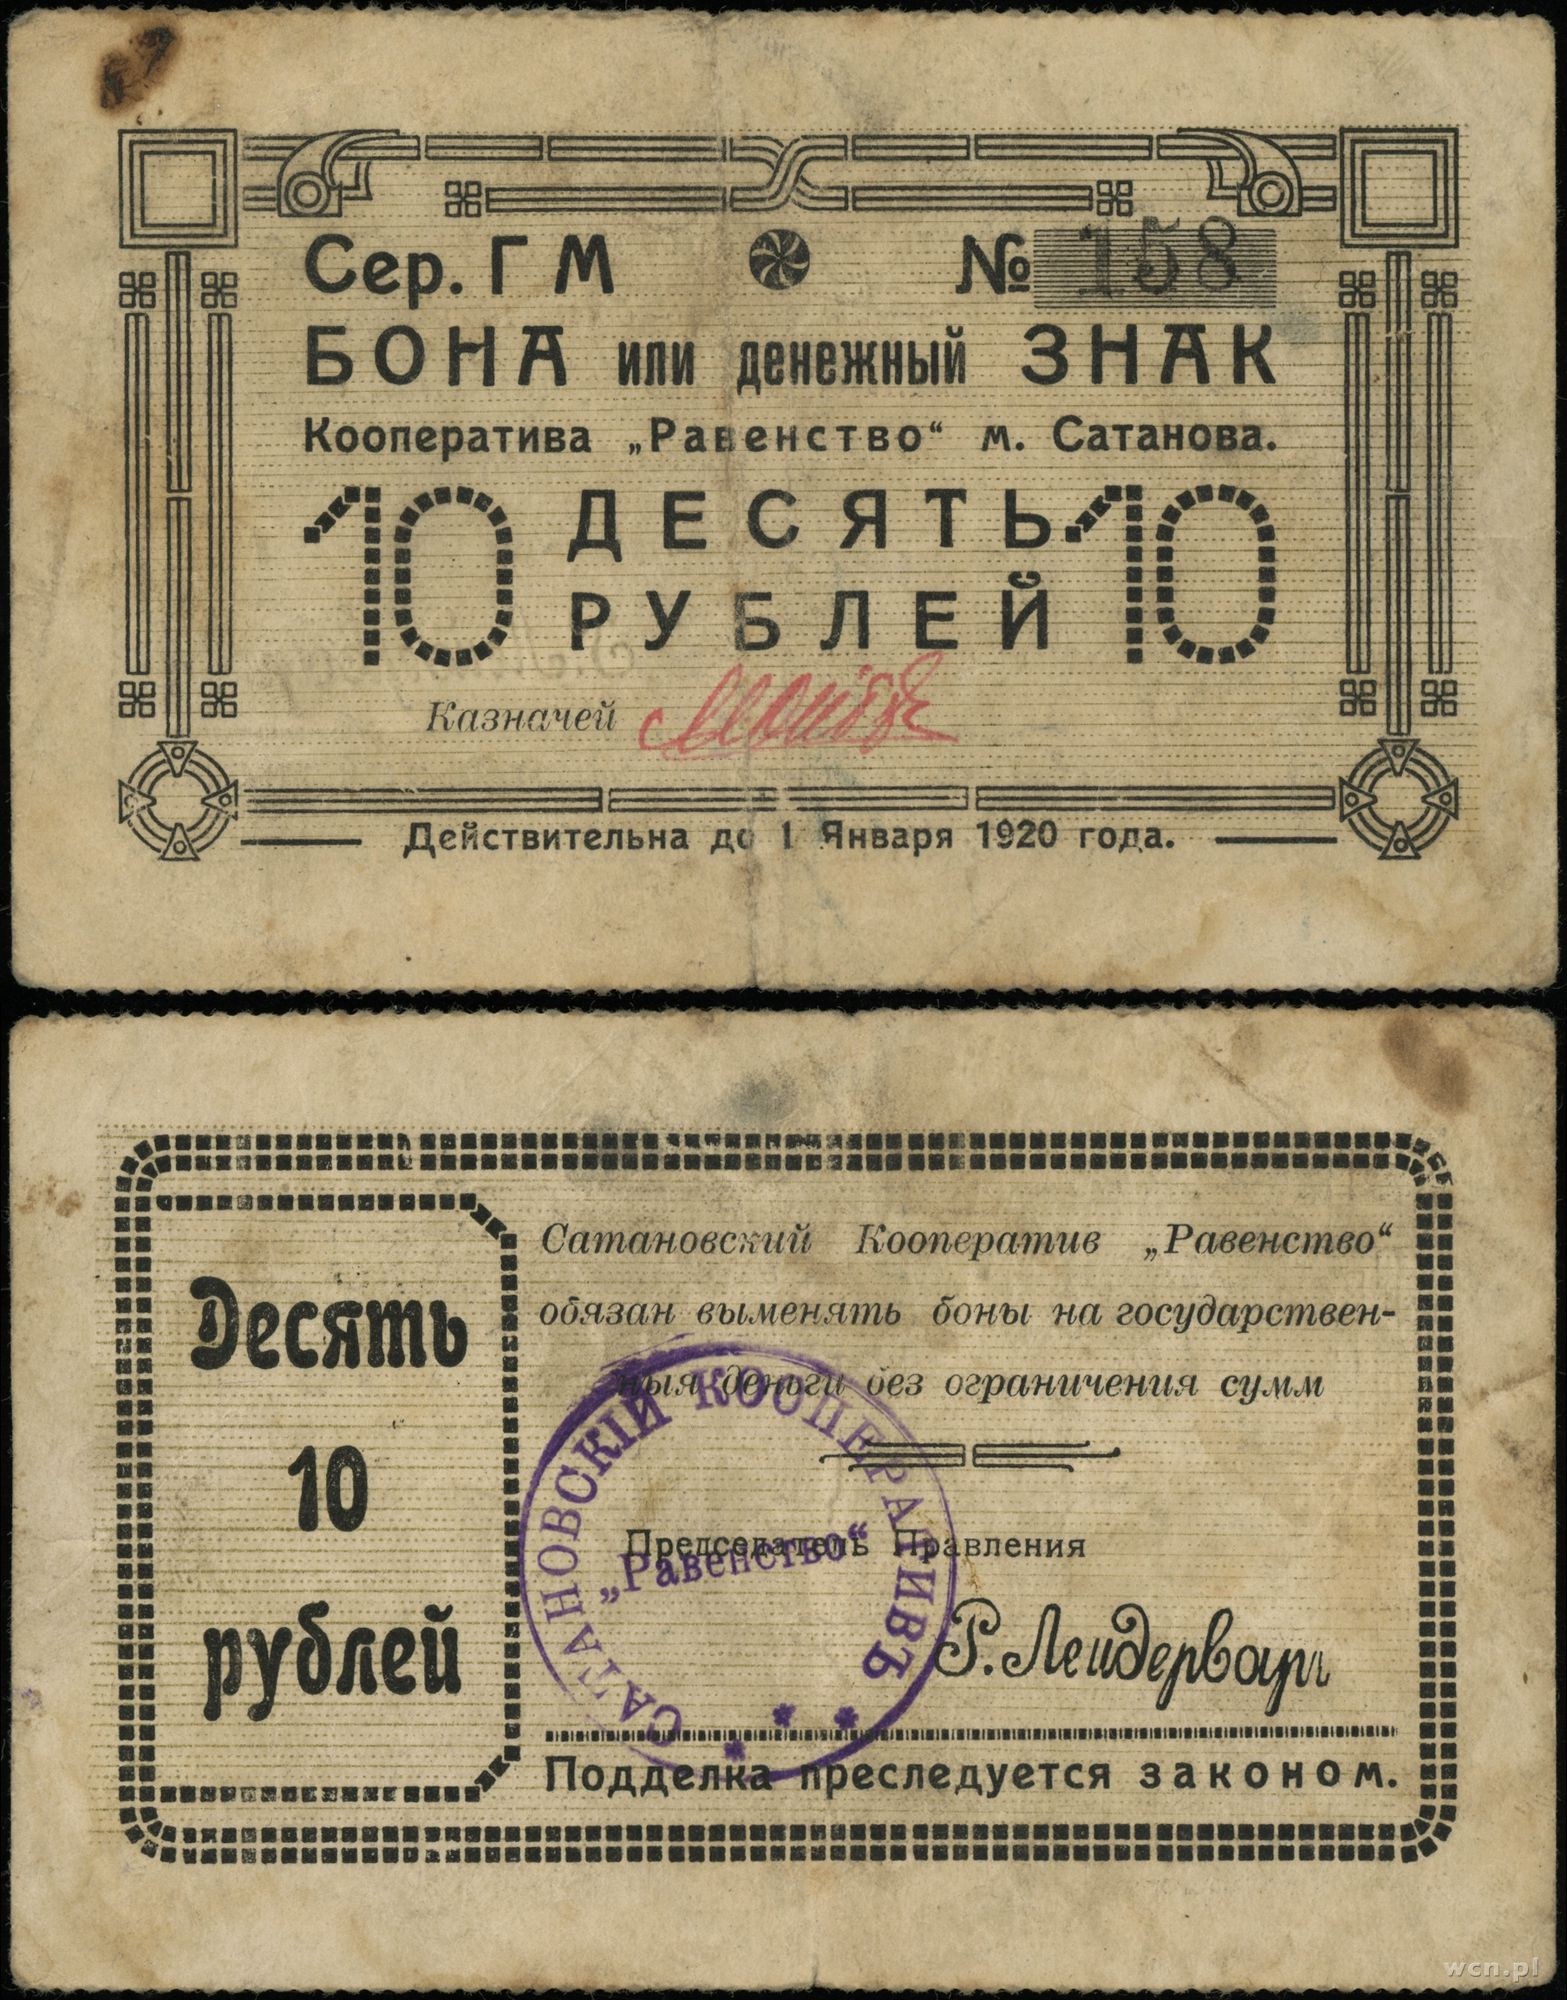 Сер. Г М № 158
БОНА или денежный ЗНАК
Кооператива „Равенство“ м. Сатанова.
10 ДЕСЯТЬ 10
РУБЛЕЙ
Казначей
Действительна до 1 Января 1920 года.
Десять
10
рублей
Сатановский Кооператив „Равенство“
обязан выменять боны на государствен-
ныя деньги без ограничения сумм
Председатель Правления
САТАНОВСКІЙ КООПЕРАТИВЪ
„Равенство“
Подделка преследуется законом.
wcn.pl